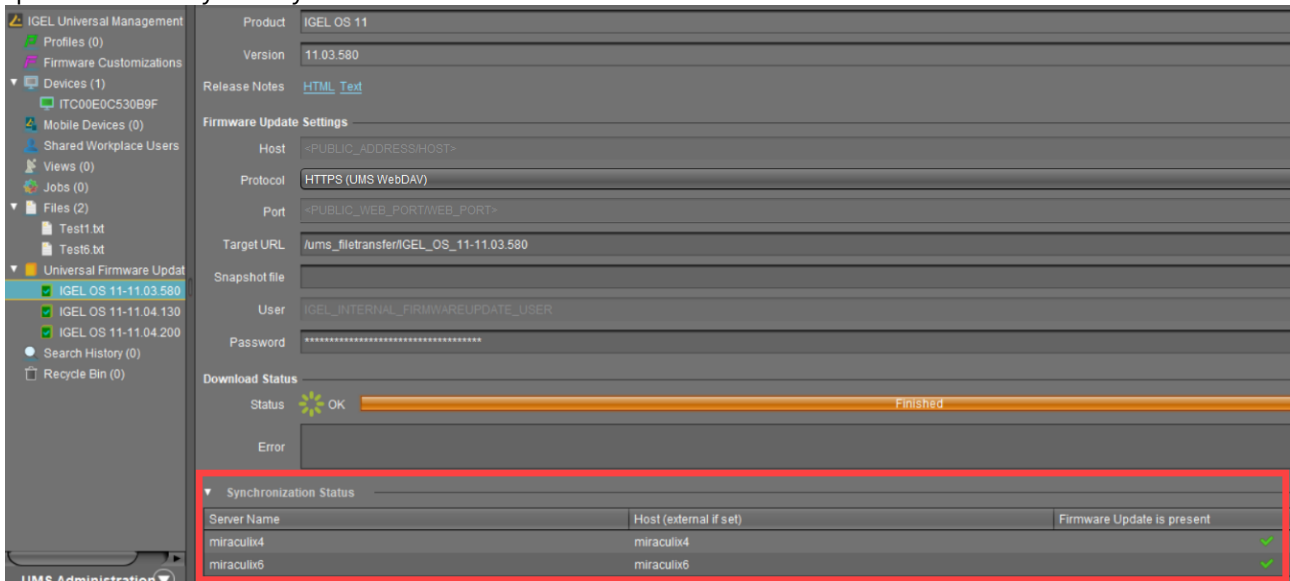 IGEL Universal Management
Profiles (0)
Firmware Customizations
Devices (1)
ITC00E0C530B9F
Mobile Devices (0)
Shared Workplace Users
Views (0)
Jobs (0)
Files (2)
Test1.txt
Test6.txt
Universal Firmware Updat
IGEL OS 11-11.03.580
IGEL OS 11-11.04.130
IGEL OS 11-11.04.200
Search History (0)
Recycle Bin (0)
UMS Administration
Product IGEL OS 11
Version 11.03.580
Release Notes HTML Text
Firmware Update Settings
Host <PUBLIC_ADDRESS/HOST>
Protocol HTTPS (UMS WebDAV)
Port <PUBLIC_WEB_PORT/WEB_PORT>
Target URL /ums_filetransfer/IGEL_OS_11-11.03.580
Snapshot file
User IGEL_INTERNAL_FIRMWAREUPDATE_USER
Password ************************************
Download Status
Status OK Finished
Error
Synchronization Status
Server Name Host (external if set) Firmware Update is present
miraculix4 miraculix4
miraculix6 miraculix6